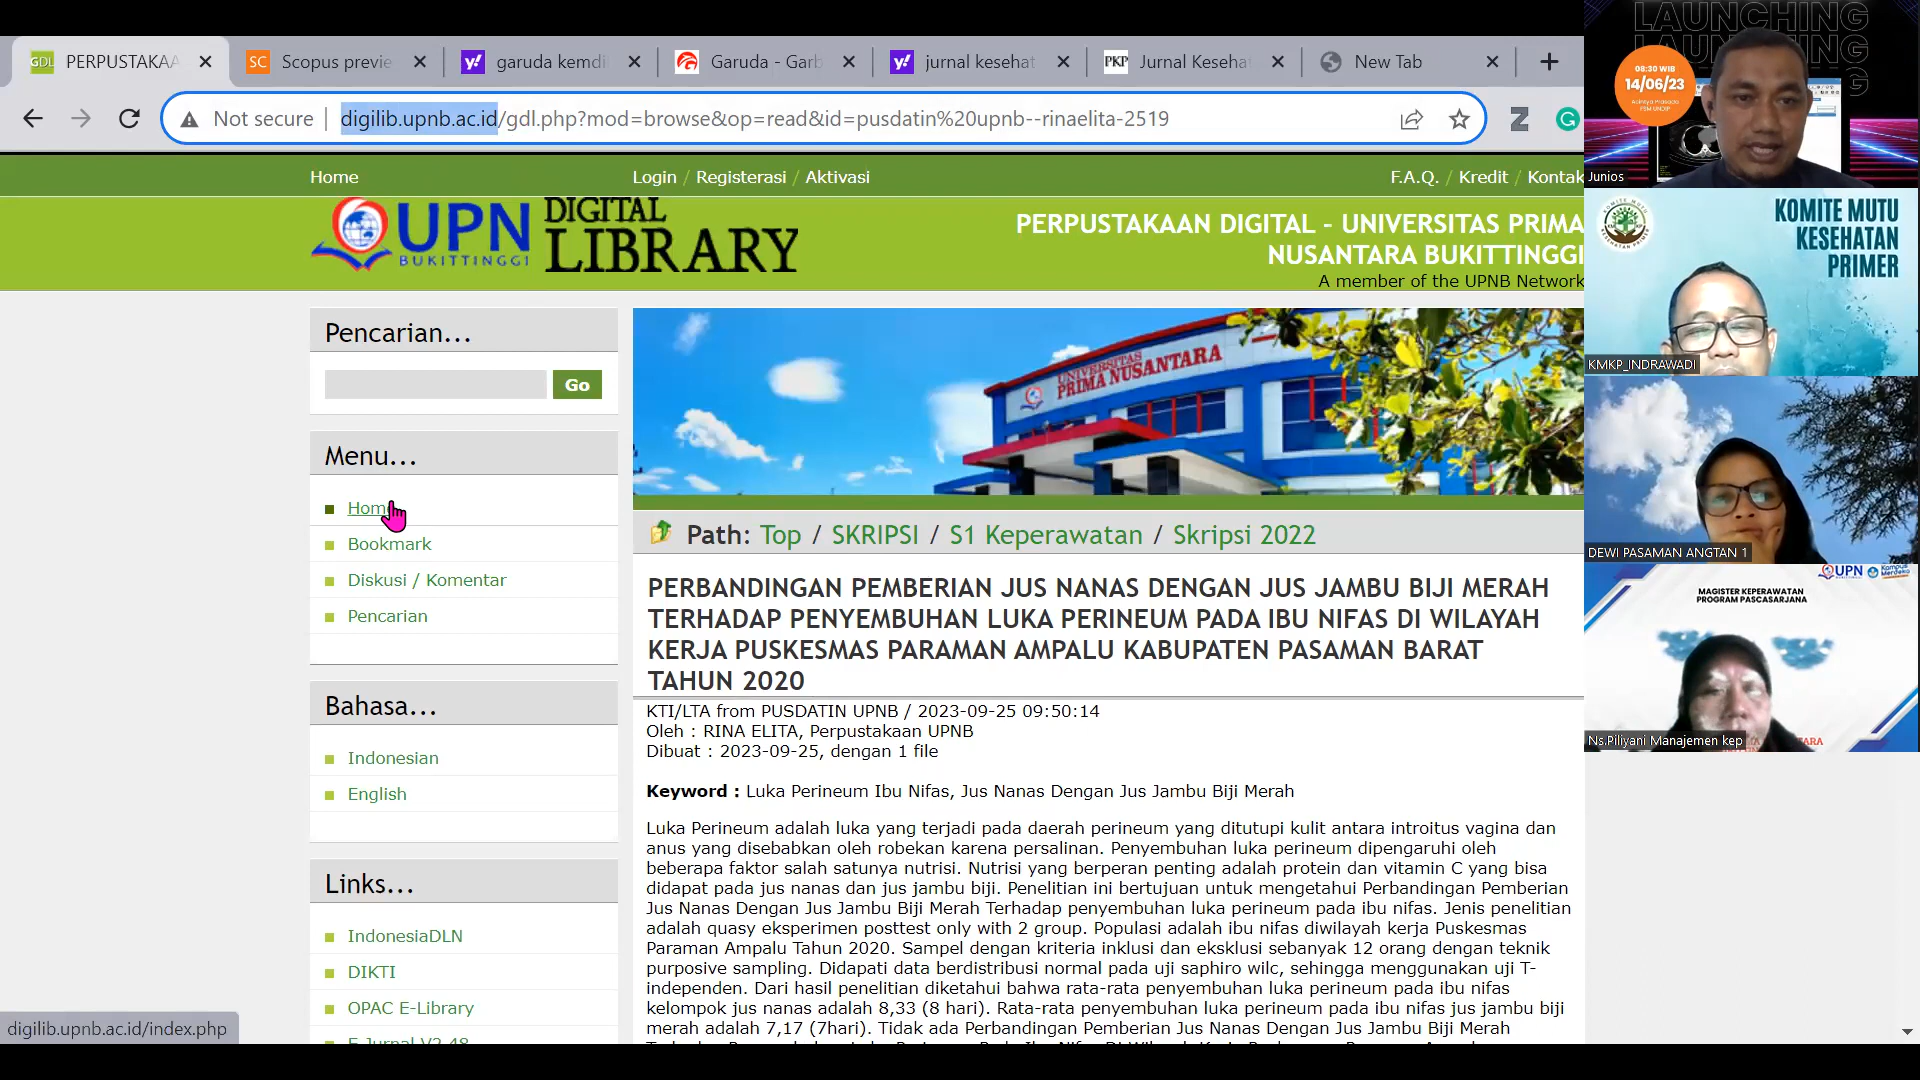 PERPUSTAKAA
Scopus previe
garuda kemdi
Garuda - Garb
jurnal kesehat
Jurnal Keseha
New Tab
Not secure
digilib.upnb.ac.id/gdl.php?mod=browse&op=read&id=pusdatin%20upnb--rinaelita-2519
Home
Login / Registerasi / Aktivasi
F.A.Q. / Kredit / Kontak
UPN
BUKITTINGGI
DIGITAL
LIBRARY
PERPUSTAKAAN DIGITAL - UNIVERSITAS PRIMA
NUSANTARA BUKITTINGGI
A member of the UPNB Network
Pencarian...
Go
Menu...
Home
Bookmark
Diskusi / Komentar
Pencarian
Bahasa...
Indonesian
English
Links...
IndonesiaDLN
DIKTI
OPAC E-Library
E-Jurnal V2.48
digilib.upnb.ac.id/index.php
UNIVERSITAS
PRIMA NUSANTARA
Path: Top / SKRIPSI / S1 Keperawatan / Skripsi 2022
PERBANDINGAN PEMBERIAN JUS NANAS DENGAN JUS JAMBU BIJI MERAH
TERHADAP PENYEMBUHAN LUKA PERINEUM PADA IBU NIFAS DI WILAYAH
KERJA PUSKESMAS PARAMAN AMPALU KABUPATEN PASAMAN BARAT
TAHUN 2020
KTI/LTA from PUSDATIN UPNB / 2023-09-25 09:50:14
Oleh : RINA ELITA, Perpustakaan UPNB
Dibuat : 2023-09-25, dengan 1 file
Keyword : Luka Perineum Ibu Nifas, Jus Nanas Dengan Jus Jambu Biji Merah
Luka Perineum adalah luka yang terjadi pada daerah perineum yang ditutupi kulit antara introitus vagina dan
anus yang disebabkan oleh robekan karena persalinan. Penyembuhan luka perineum dipengaruhi oleh
beberapa faktor salah satunya nutrisi. Nutrisi yang berperan penting adalah protein dan vitamin C yang bisa
didapat pada jus nanas dan jus jambu biji. Penelitian ini bertujuan untuk mengetahui Perbandingan Pemberian
Jus Nanas Dengan Jus Jambu Biji Merah Terhadap penyembuhan luka perineum pada ibu nifas. Jenis penelitian
adalah quasy eksperimen posttest only with 2 group. Populasi adalah ibu nifas diwilayah kerja Puskesmas
Paraman Ampalu Tahun 2020. Sampel dengan kriteria inklusi dan eksklusi sebanyak 12 orang dengan teknik
purposive sampling. Didapati data berdistribusi normal pada uji saphiro wilc, sehingga menggunakan uji T-
independen. Dari hasil penelitian diketahui bahwa rata-rata penyembuhan luka perineum pada ibu nifas
kelompok jus nanas adalah 8,33 (8 hari). Rata-rata penyembuhan luka perineum pada ibu nifas jus jambu biji
merah adalah 7,17 (7hari). Tidak ada Perbandingan Pemberian Jus Nanas Dengan Jus Jambu Biji Merah
LAUNCHING
08:30 WIB
14/06/23
Junios
KOMITE MUTU
KESEHATAN
PRIMER
KMKP_INDRAWADI
DEWI PASAMAN ANGTAN 1
UPN
Kampus
Merdeka
MAGISTER KEPERAWATAN
PROGRAM PASCASARJANA
Ns.Piliyani Manajemen kep